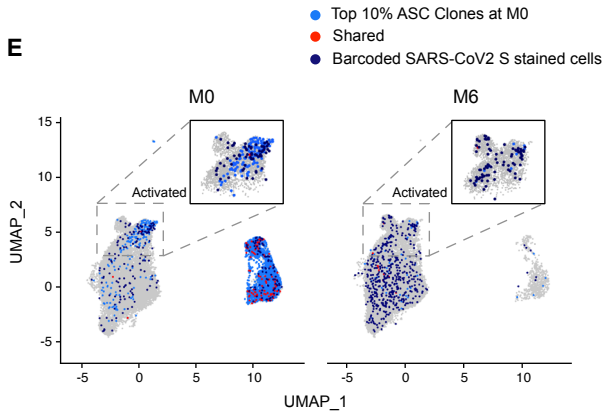 E
Top 10% ASC Clones at M0
Shared
Barcoded SARS-CoV2 S stained cells
M0
M6
15
10
5
0
-5
UMAP_2
Activated
Activated
-5
0
5
10
-5
0
5
10
UMAP_1